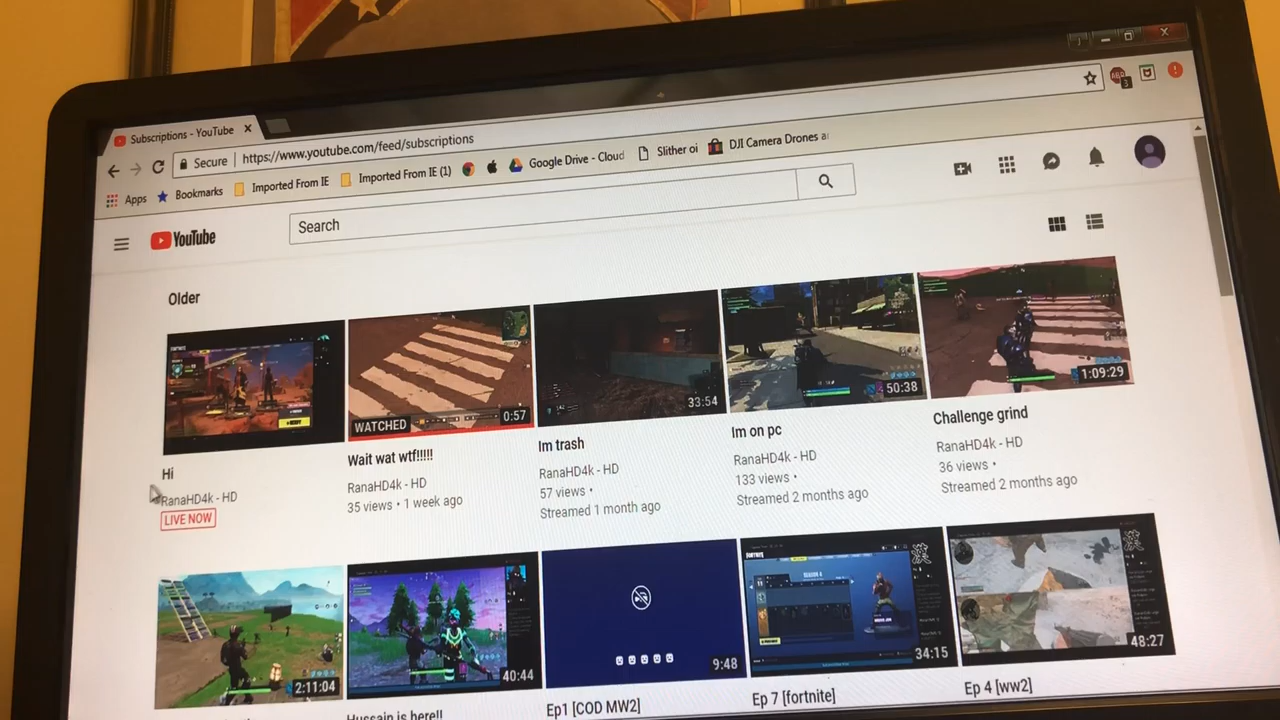 Subscriptions - YouTube
Secure
https://www.youtube.com/feed/subscriptions
ABP
3
Apps
Bookmarks
Imported From IE
Imported From IE (1)
Google Drive - Cloud
Slither oi
DJI Camera Drones a
YouTube
Search
Older
33:54
50:38
1:09:29
WATCHED
0:57
Hi
RanaHD4k - HD
LIVE NOW
Wait wat wtf!!!!!
RanaHD4k - HD
35 views • 1 week ago
Im trash
RanaHD4k - HD
57 views •
Streamed 1 month ago
Im on pc
RanaHD4k - HD
133 views •
Streamed 2 months ago
Challenge grind
RanaHD4k - HD
36 views •
Streamed 2 months ago
2:11:04
40:44
9:48
34:15
48:27
Hussain is here!!
Ep1 [COD MW2]
Ep 7 [fortnite]
Ep 4 [ww2]